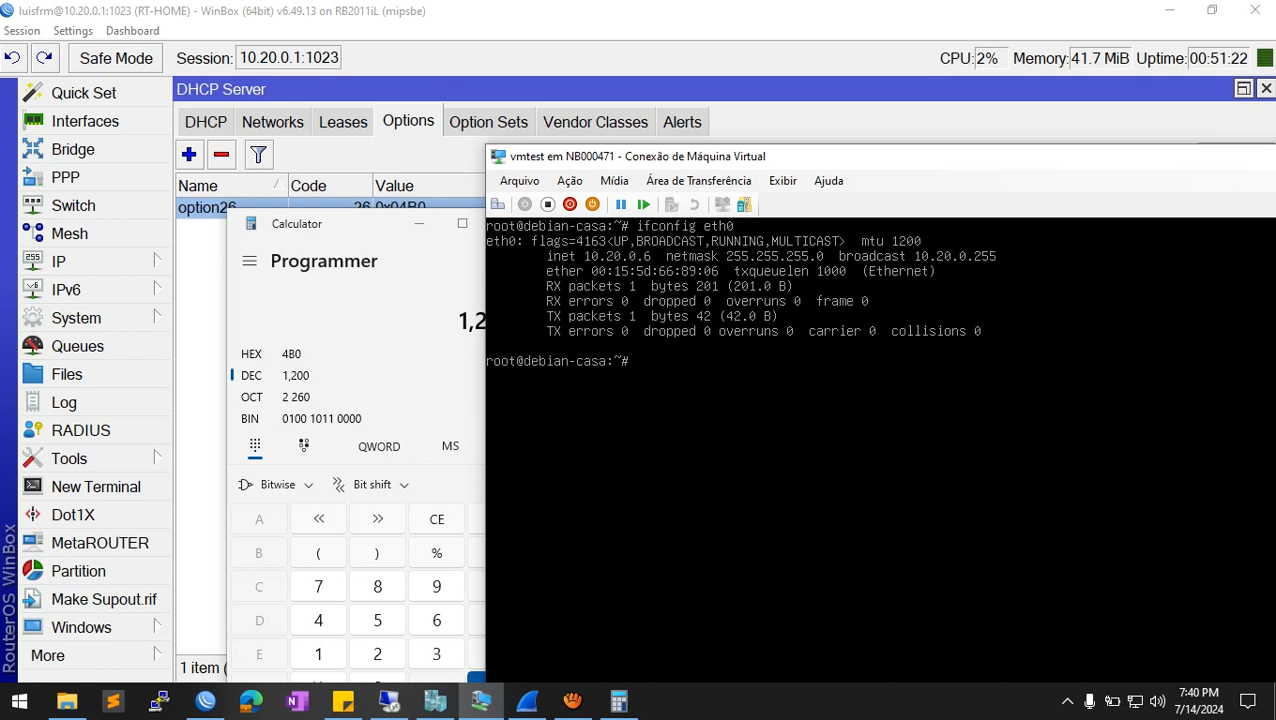 luisfrm@10.20.0.1:1023 (RT-HOME) - WinBox (64bit) v6.49.13 on RB2011iL (mipsbe)
Session Settings Dashboard
Safe Mode Session: 10.20.0.1:1023 CPU: 2% Memory: 41.7 MiB Uptime: 00:51:22
Quick Set
Interfaces
Bridge
PPP
Switch
Mesh
IP
IPv6
System
Queues
Files
Log
RADIUS
Tools
New Terminal
Dot1X
MetaROUTER
Partition
Make Supout.rif
Windows
More
RouterOS WinBox
DHCP Server
DHCP Networks Leases Options Option Sets Vendor Classes Alerts
Name Code Value
option26 26 0x04B0
1 item (
Calculator
Programmer
1,2
HEX 4B0
DEC 1,200
OCT 2 260
BIN 0100 1011 0000
QWORD MS
Bitwise Bit shift
A << >> CE
B ( ) %
C 7 8 9
D 4 5 6
E 1 2 3
vmtest em NB000471 - Conexão de Máquina Virtual
Arquivo Ação Mídia Área de Transferência Exibir Ajuda
root@debian-casa:~# ifconfig eth0
eth0: flags=4163<UP,BROADCAST,RUNNING,MULTICAST> mtu 1200
inet 10.20.0.6 netmask 255.255.255.0 broadcast 10.20.0.255
ether 00:15:5d:66:89:06 txqueuelen 1000 (Ethernet)
RX packets 1 bytes 201 (201.0 B)
RX errors 0 dropped 0 overruns 0 frame 0
TX packets 1 bytes 42 (42.0 B)
TX errors 0 dropped 0 overruns 0 carrier 0 collisions 0
root@debian-casa:~#
7:40 PM
7/14/2024